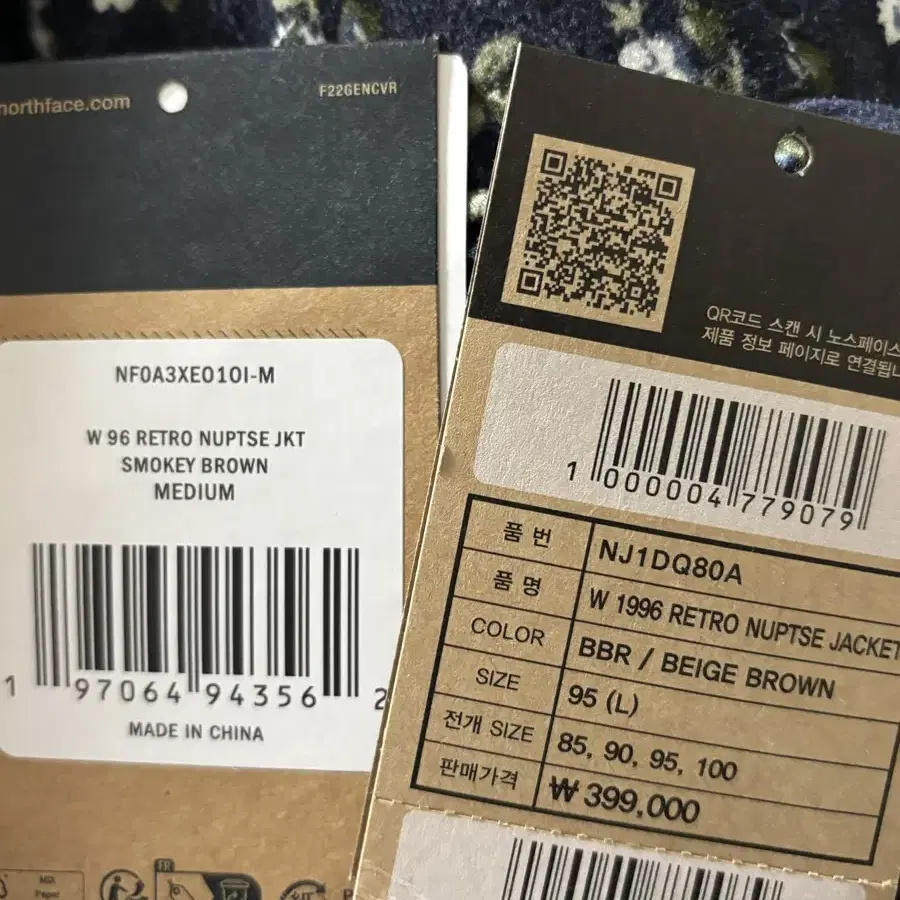 northface.com
F22GENCVR
NF0A3XEO10I-M
W 96 RETRO NUPTSE JKT
SMOKEY BROWN
MEDIUM
1 97064 94356 2
MADE IN CHINA
FR
QR코드 스캔 시 노스페이스
제품 정보 페이지로 연결됩니
1 000004 779079
품 번 NJ1DQ80A
품 명 W 1996 RETRO NUPTSE JACKET
COLOR BBR / BEIGE BROWN
SIZE 95 (L)
전개 SIZE 85, 90, 95, 100
판매가격 ₩ 399,000